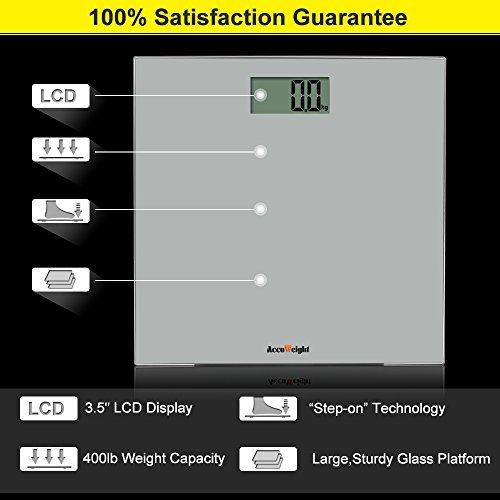 100% Satisfaction Guarantee
LCD
0.0 kg
AccuWeight
LCD 3.5" LCD Display
"Step-on" Technology
400lb Weight Capacity
Large,Sturdy Glass Platform